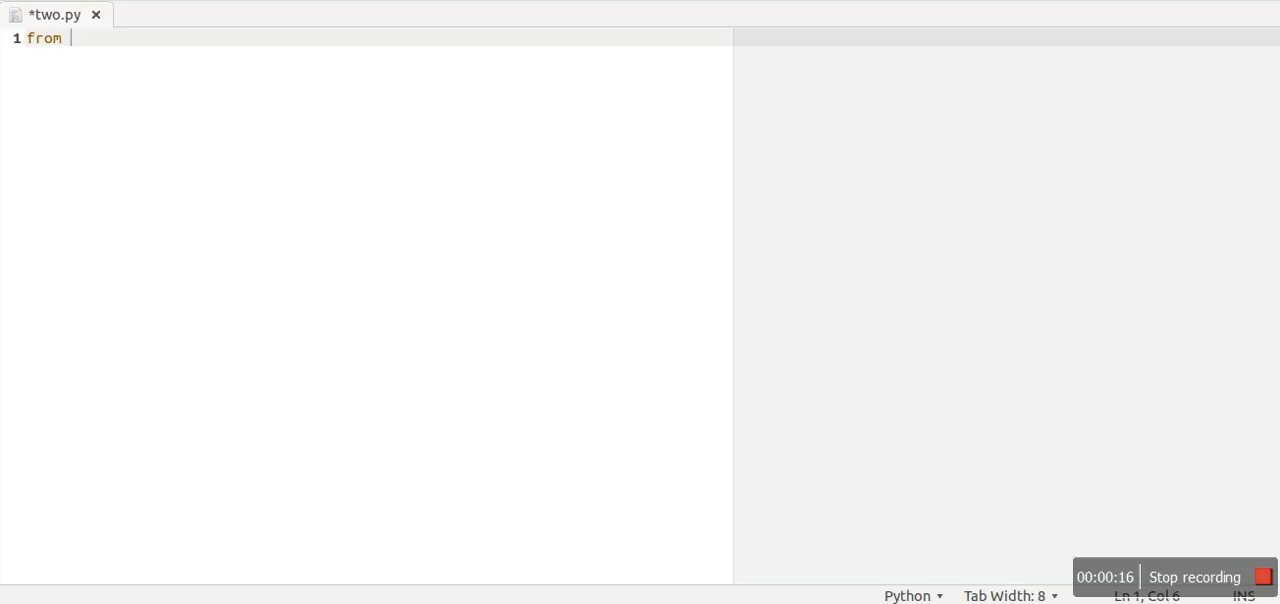 *two.py ×
1 from
00:00:16 Stop recording
Python Tab Width: 8 Ln 1, Col 6 INS